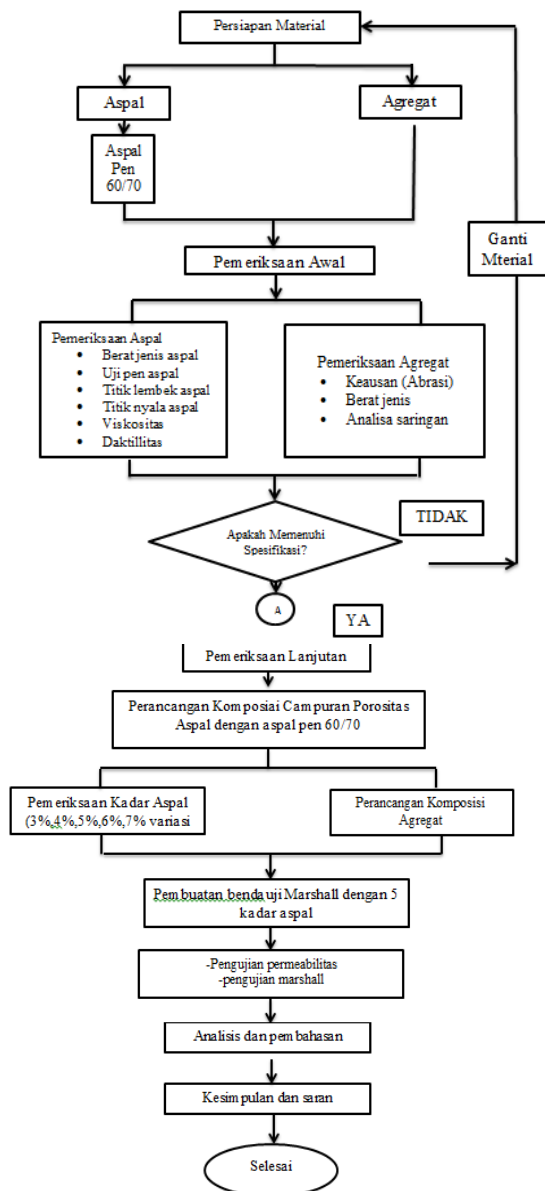 Persiapan Material
Aspal
Agregat
Aspal
Pen
60/70
Ganti
Mterial
Pemeriksaan Awal
Pemeriksaan Aspal
• Berat jenis aspal
• Uji pen aspal
• Titik lembek aspal
• Titik nyala aspal
• Viskositas
• Daktillitas
Pemeriksaan Agregat
• Keausan (Abrasi)
• Berat jenis
• Analisa saringan
TIDAK
Apakah Memenuhi
Spesifikasi?
A
YA
Pemeriksaan Lanjutan
Perancangan Komposiai Campuran Porositas
Aspal dengan aspal pen 60/70
Pemeriksaan Kadar Aspal
(3%,4%,5%,6%,7% variasi
Perancangan Komposisi
Agregat
Pembuatan bendauji Marshall dengan 5
kadar aspal
-Pengujian permeabilitas
-pengujian marshall
Analisis dan pembahasan
Kesimpulan dan saran
Selesai